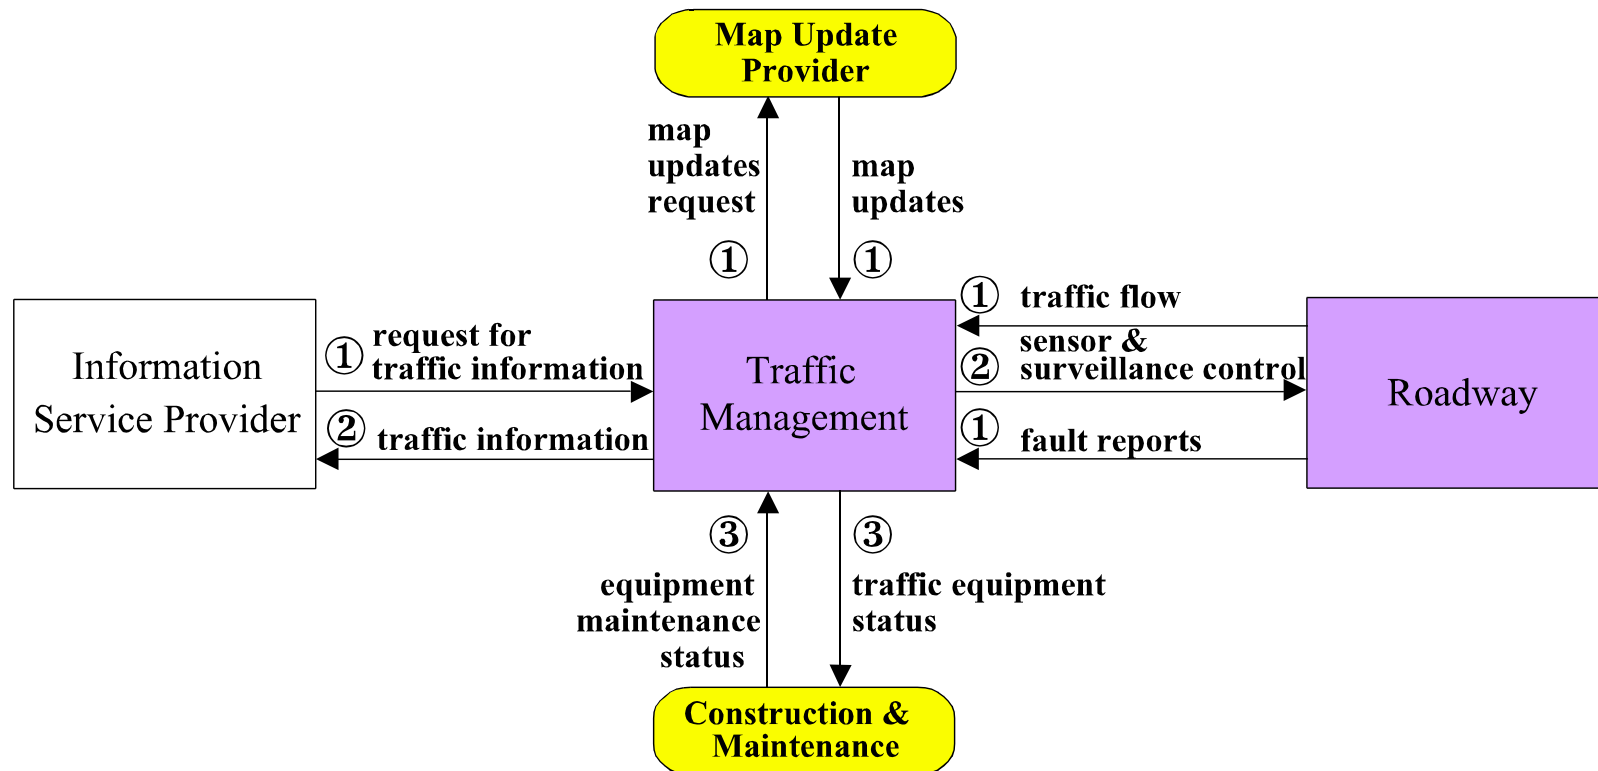 Map Update
Provider
map
updates
request
map
updates
①
①
Information
Service Provider
①
request for
traffic information
②
traffic information
Traffic
Management
①
traffic flow
②
sensor &
surveillance control
①
fault reports
Roadway
③
③
equipment
maintenance
status
traffic equipment
status
Construction &
Maintenance